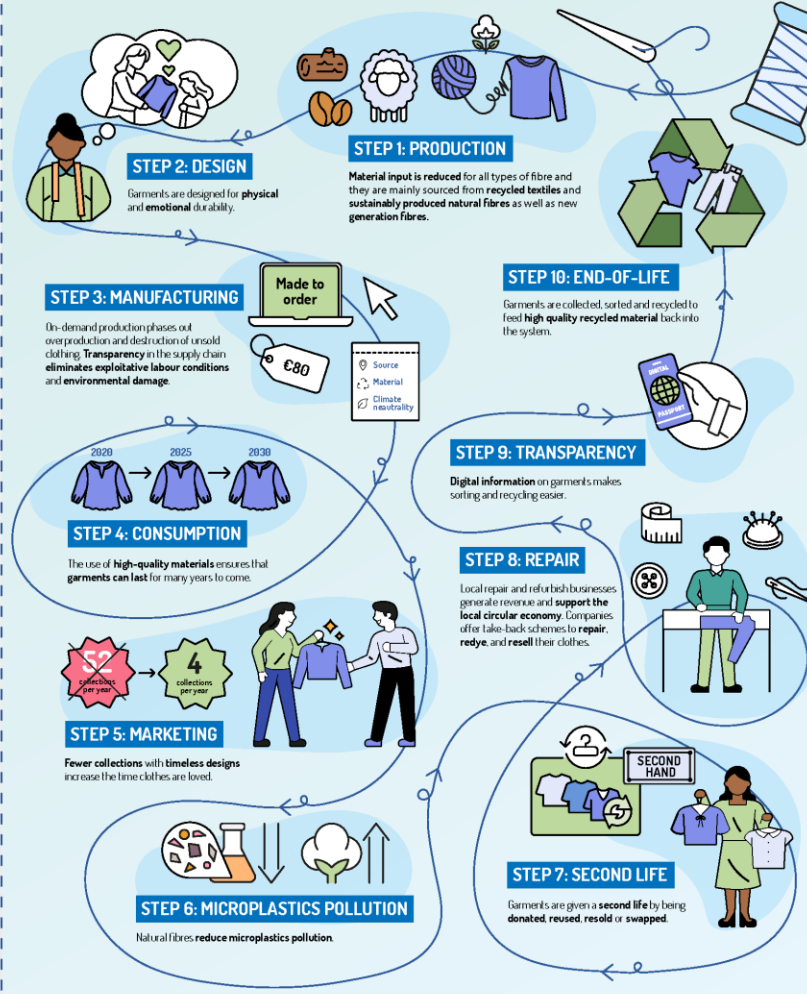 STEP 1: PRODUCTION
Material input is reduced for all types of fibre and
they are mainly sourced from recycled textiles and
sustainably produced natural fibres as well as new
generation fibres.
STEP 2: DESIGN
Garments are designed for physical
and emotional durability.
STEP 3: MANUFACTURING
On-demand production phases out
overproduction and destruction of unsold
clothing. Transparency in the supply chain
eliminates exploitative labour conditions
and environmental damage.
Made to
order
€80
Source
Material
Climate
neautrality
2020
2025
2030
STEP 4: CONSUMPTION
The use of high-quality materials ensures that
garments can last for many years to come.
52
collections
per year
4
collections
per year
STEP 5: MARKETING
Fewer collections with timeless designs
increase the time clothes are loved.
STEP 6: MICROPLASTICS POLLUTION
Natural fibres reduce microplastics pollution.
SECOND
HAND
STEP 7: SECOND LIFE
Garments are given a second life by being
donated, reused, resold or swapped.
STEP 8: REPAIR
Local repair and refurbish businesses
generate revenue and support the
local circular economy. Companies
offer take-back schemes to repair,
redye, and resell their clothes.
STEP 9: TRANSPARENCY
Digital information on garments makes
sorting and recycling easier.
DIGITAL
PASSPORT
STEP 10: END-OF-LIFE
Garments are collected, sorted and recycled to
feed high quality recycled material back into
the system.